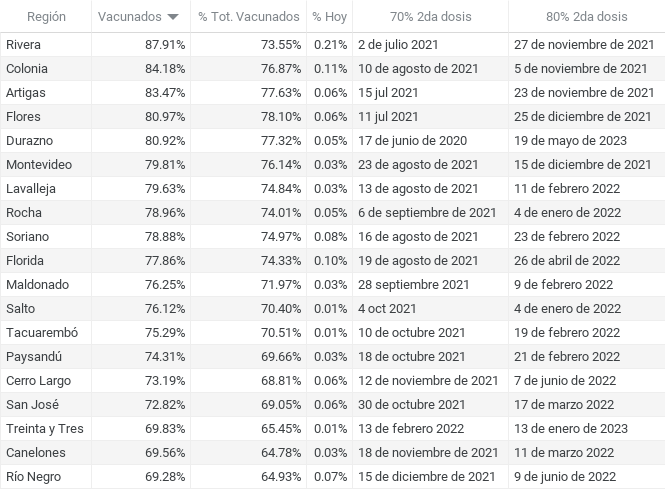 Región Vacunados % Tot. Vacunados % Hoy 70% 2da dosis 80% 2da dosis
Rivera 87.91% 73.55% 0.21% 2 de julio 2021 27 de noviembre de 2021
Colonia 84.18% 76.87% 0.11% 10 de agosto de 2021 5 de noviembre de 2021
Artigas 83.47% 77.63% 0.06% 15 jul 2021 23 de noviembre de 2021
Flores 80.97% 78.10% 0.06% 11 jul 2021 25 de diciembre de 2021
Durazno 80.92% 77.32% 0.05% 17 de junio de 2020 19 de mayo de 2023
Montevideo 79.81% 76.14% 0.03% 23 de agosto de 2021 15 de diciembre de 2021
Lavalleja 79.63% 74.84% 0.03% 13 de agosto de 2021 11 de febrero 2022
Rocha 78.96% 74.01% 0.05% 6 de septiembre de 2021 4 de enero de 2022
Soriano 78.88% 74.97% 0.08% 16 de agosto de 2021 23 de febrero 2022
Florida 77.86% 74.33% 0.10% 19 de agosto de 2021 26 de abril de 2022
Maldonado 76.25% 71.97% 0.03% 28 septiembre 2021 9 de febrero 2022
Salto 76.12% 70.40% 0.01% 4 oct 2021 4 de enero de 2022
Tacuarembó 75.29% 70.51% 0.01% 10 de octubre 2021 19 de febrero 2022
Paysandú 74.31% 69.66% 0.03% 18 de octubre 2021 21 de febrero 2022
Cerro Largo 73.19% 68.81% 0.06% 12 de noviembre de 2021 7 de junio de 2022
San José 72.82% 69.05% 0.06% 30 de octubre 2021 17 de marzo 2022
Treinta y Tres 69.83% 65.45% 0.01% 13 de febrero 2022 13 de enero de 2023
Canelones 69.56% 64.78% 0.03% 18 de noviembre de 2021 11 de marzo 2022
Río Negro 69.28% 64.93% 0.07% 15 de diciembre de 2021 9 de junio de 2022